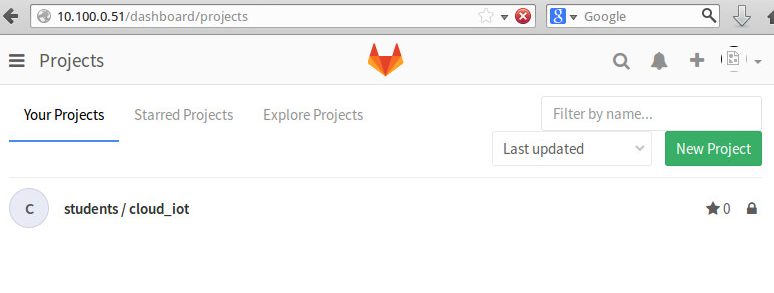 10.100.0.51/dashboard/projects
8 Google
Projects
Your Projects Starred Projects Explore Projects
Filter by name...
Last updated New Project
C students / cloud_iot 0